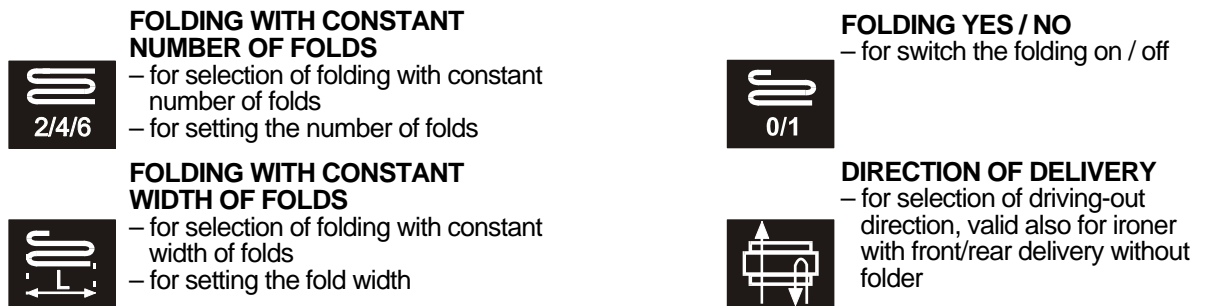 FOLDING WITH CONSTANT
NUMBER OF FOLDS
– for selection of folding with constant
number of folds
– for setting the number of folds
2/4/6
FOLDING WITH CONSTANT
WIDTH OF FOLDS
– for selection of folding with constant
width of folds
– for setting the fold width
L
FOLDING YES / NO
– for switch the folding on / off
0/1
DIRECTION OF DELIVERY
– for selection of driving-out
direction, valid also for ironer
with front/rear delivery without
folder